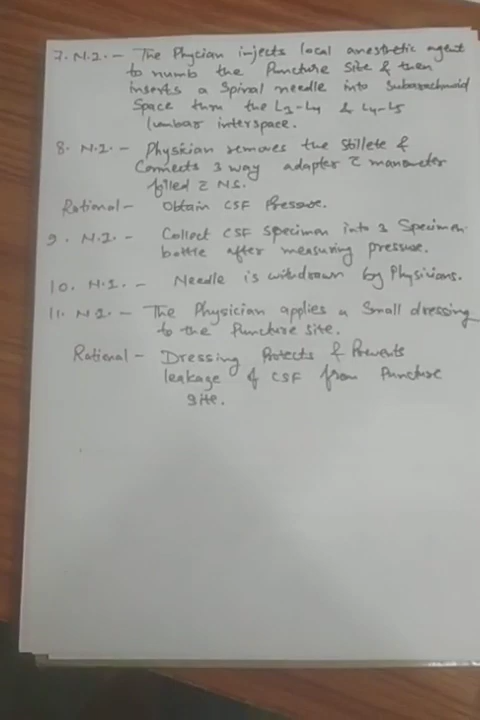 7. N.I. - The Phycian injects local anesthetic agent
to numb the Puncture Site & then
inserts a Spiral needle into Subarachnoid
Space thru the L3-L4 & L4-L5
lumbar interspace.
8. N.I. - Physician removes the Stillete &
Connects 3 way adapter c̄ manometer
filled c̄ N.S.
Rational - Obtain CSF Pressure.
9. N.I. - Collect CSF specimen into 3 Specimen
bottle after measuring pressure.
10. N.I. - Needle is withdrawn by Physicians.
11. N.I. - The Physician applies a Small dressing
to the Puncture site.
Rational - Dressing Protects & Prevents
leakage of CSF from Puncture
Site.